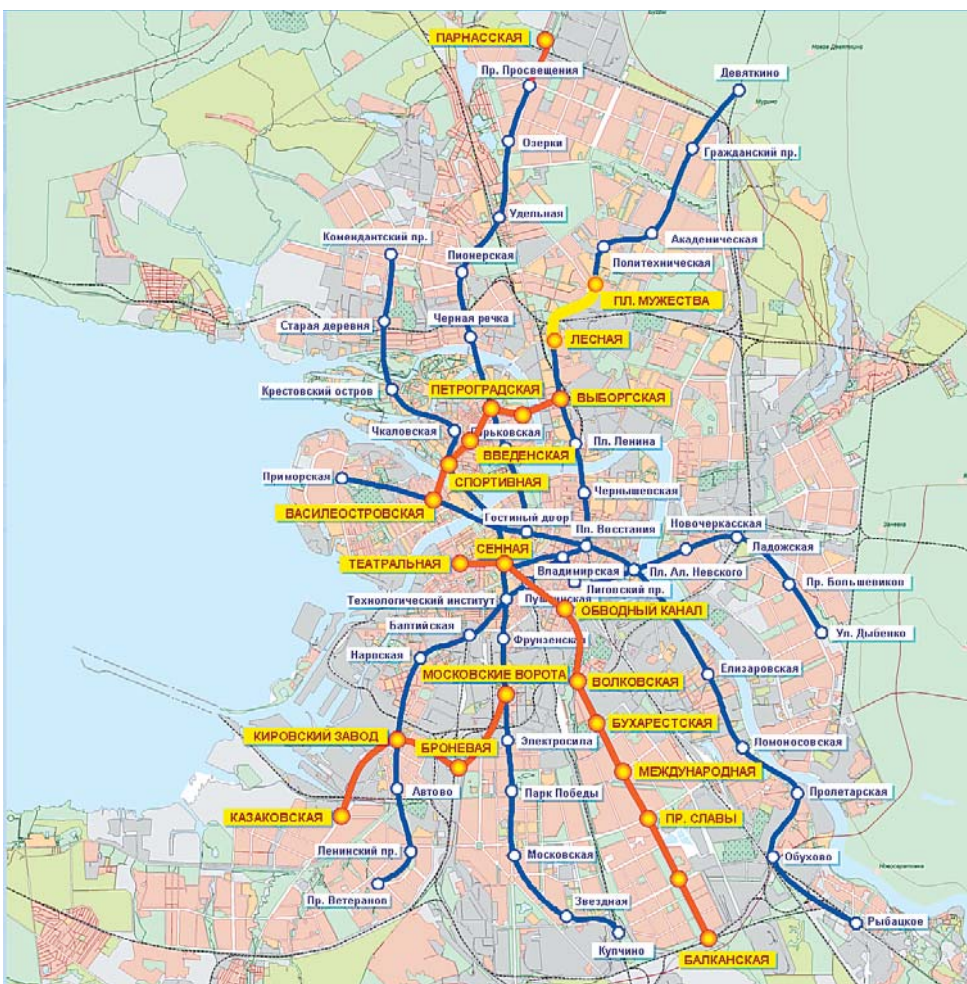 ПАРНАССКАЯ
Пр. Просвещения
Девяткино
Озерки
Гражданский пр.
Удельная
Комендантский пр.
Академическая
Пионерская
Политехническая
ПЛ. МУЖЕСТВА
Черная речка
Старая деревня
ЛЕСНАЯ
Крестовский остров
ПЕТРОГРАДСКАЯ
ВЫБОРГСКАЯ
Чкаловская
Горьковская
Пл. Ленина
ВВЕДЕНСКАЯ
Приморская
СПОРТИВНАЯ
Чернышевская
ВАСИЛЕОСТРОВСКАЯ
Гостиный двор
Пл. Восстания
Новочеркасская
СЕННАЯ
Ладожская
ТЕАТРАЛЬНАЯ
Владимирская
Пл. Ал. Невского
Пр. Большевиков
Лиговский пр.
Технологический институт
Пушкинская
ОБВОДНЫЙ КАНАЛ
Балтийская
Фрунзенская
Ул. Дыбенко
Нарвская
МОСКОВСКИЕ ВОРОТА
Елизаровская
ВОЛКОВСКАЯ
БУХАРЕСТСКАЯ
КИРОВСКИЙ ЗАВОД
БРОНЕВАЯ
Электросила
Ломоносовская
МЕЖДУНАРОДНАЯ
Автово
Парк Победы
Пролетарская
КАЗАКОВСКАЯ
ПР. СЛАВЫ
Ленинский пр.
Московская
Обухово
Пр. Ветеранов
Звездная
Рыбацкое
Купчино
БАЛКАНСКАЯ